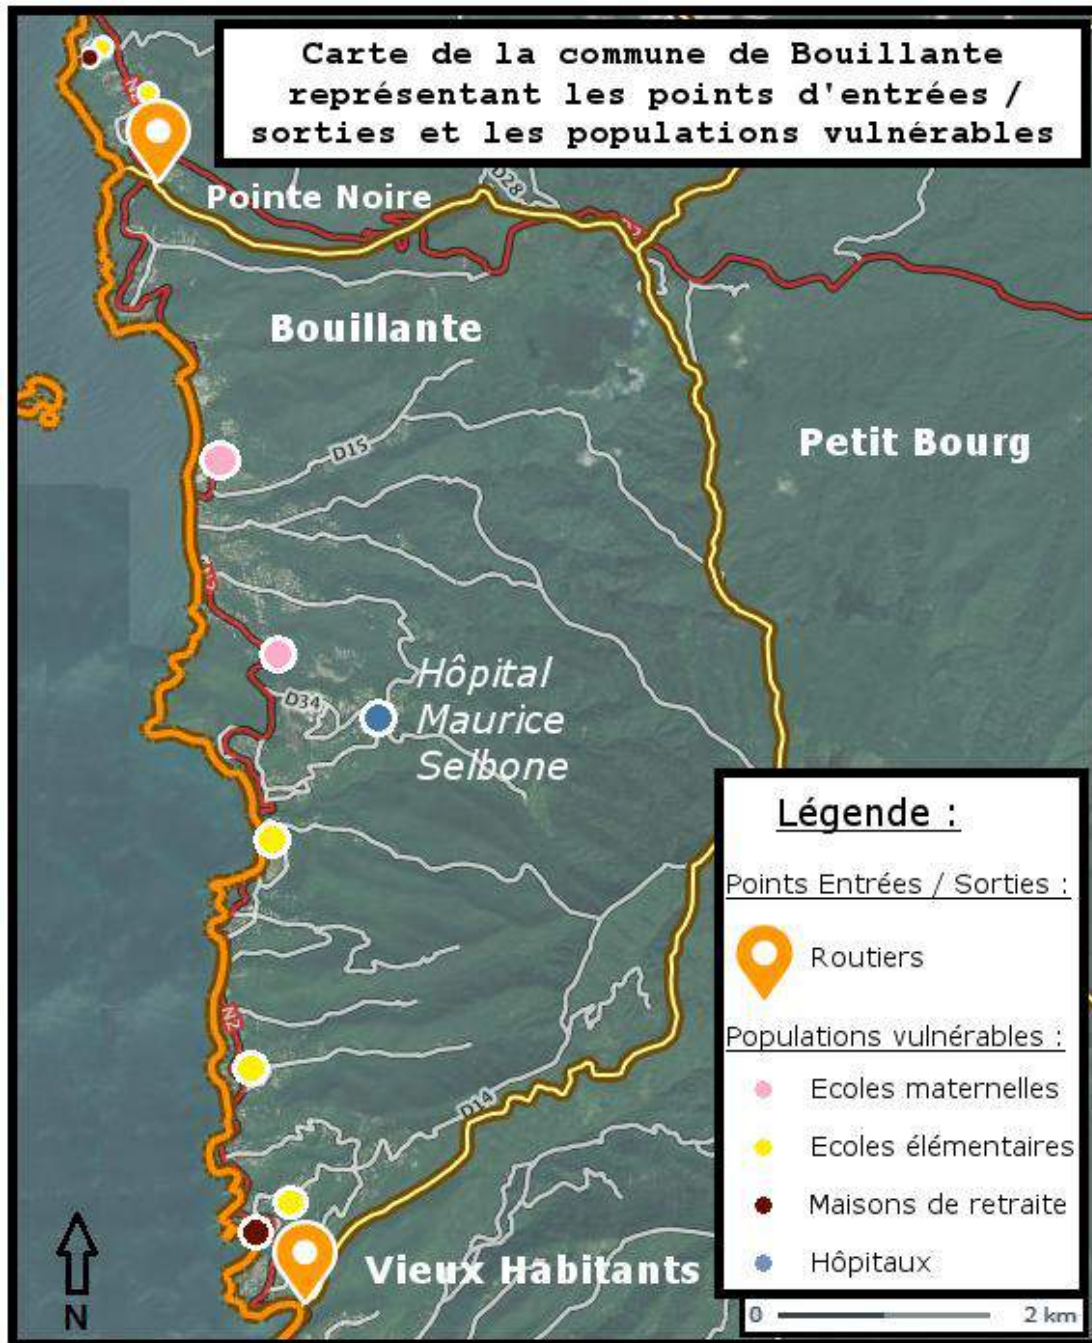 Carte de la commune de Bouillante
représentant les points d'entrées /
sorties et les populations vulnérables
N2
Pointe Noire
D28
Bouillante
D15
Petit Bourg
Hôpital
Maurice
Selbone
D34
Légende :
Points Entrées / Sorties :
Routiers
Populations vulnérables :
Ecoles maternelles
Ecoles élémentaires
Maisons de retraite
Hôpitaux
N2
D14
Vieux Habitants
N
0 2 km